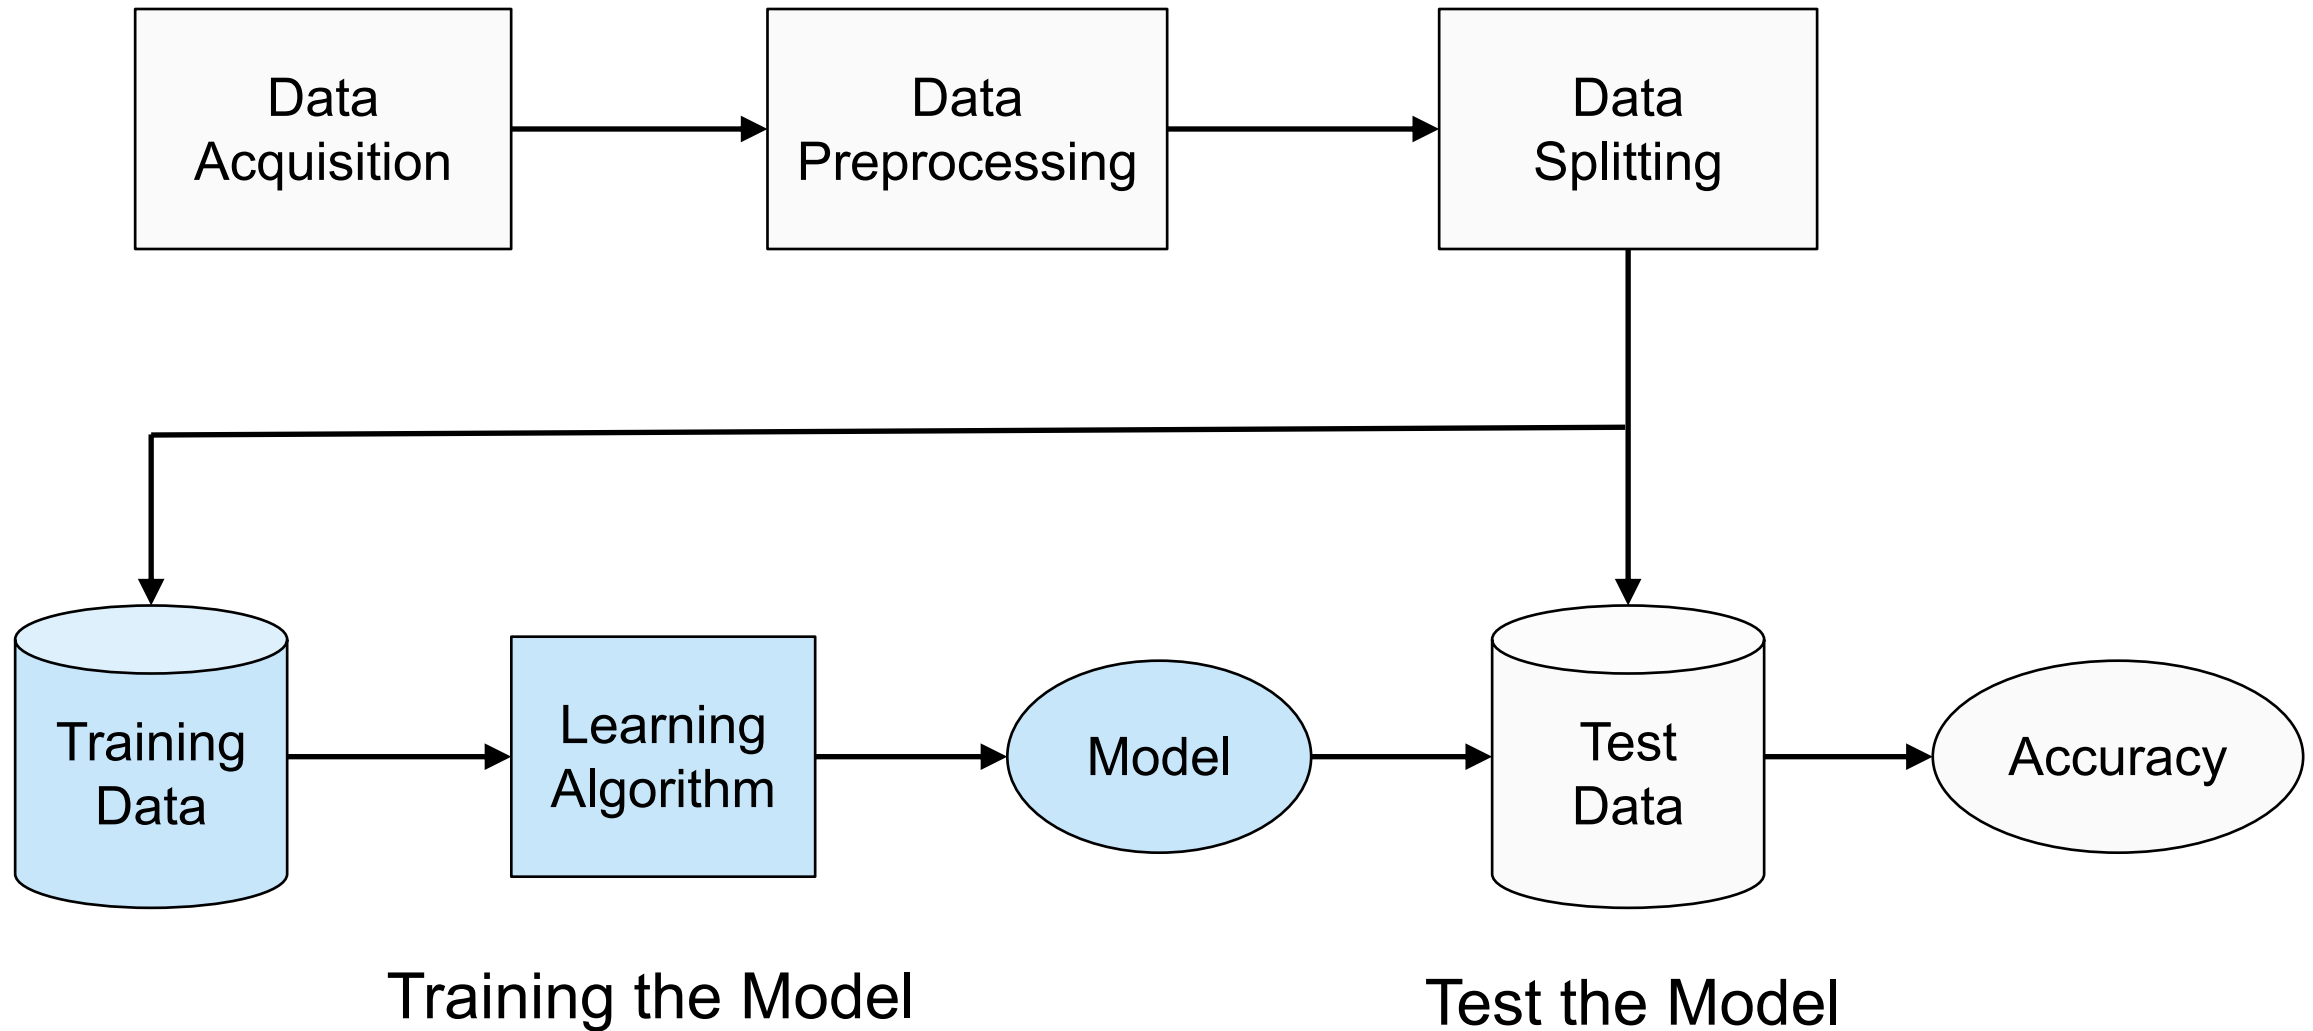 Data
Acquisition
Data
Preprocessing
Data
Splitting
Training
Data
Learning
Algorithm
Model
Test
Data
Accuracy
Training the Model
Test the Model